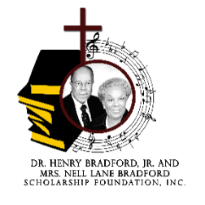 DR. HENRY BRADFORD, JR. AND
MRS. NELL LANE BRADFORD
SCHOLARSHIP FOUNDATION, INC.